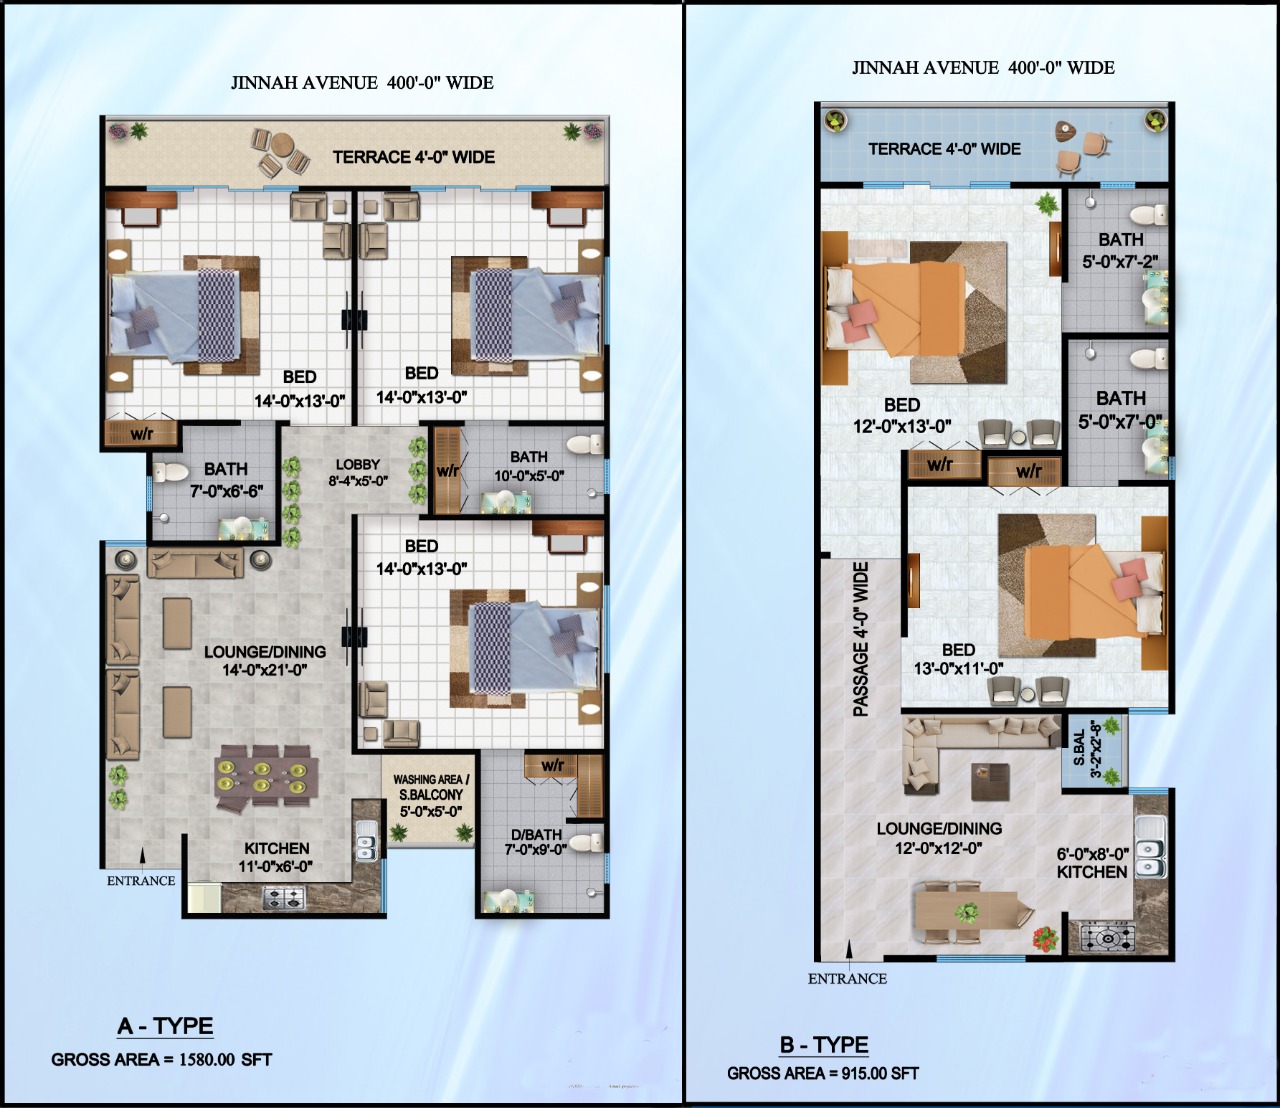 JINNAH AVENUE 400'-0" WIDE
TERRACE 4'-0" WIDE
BED
14'-0"x13'-0"
BED
14'-0"x13'-0"
w/r
BATH
7'-0"x6'-6"
LOBBY
8'-4"x5'-0"
w/r
BATH
10'-0"x5'-0"
BED
14'-0"x13'-0"
LOUNGE/DINING
14'-0"x21'-0"
WASHING AREA /
S.BALCONY
5'-0"x5'-0"
w/r
D/BATH
7'-0"x9'-0"
KITCHEN
11'-0"x6'-0"
ENTRANCE
A - TYPE
GROSS AREA = 1580.00 SFT
JINNAH AVENUE 400'-0" WIDE
TERRACE 4'-0" WIDE
BATH
5'-0"x7'-2"
BED
12'-0"x13'-0"
BATH
5'-0"x7'-0"
w/r
w/r
PASSAGE 4'-0" WIDE
BED
13'-0"x11'-0"
S.BAL
3'-2"x2'-8"
LOUNGE/DINING
12'-0"x12'-0"
6'-0"x8'-0"
KITCHEN
ENTRANCE
B - TYPE
GROSS AREA = 915.00 SFT